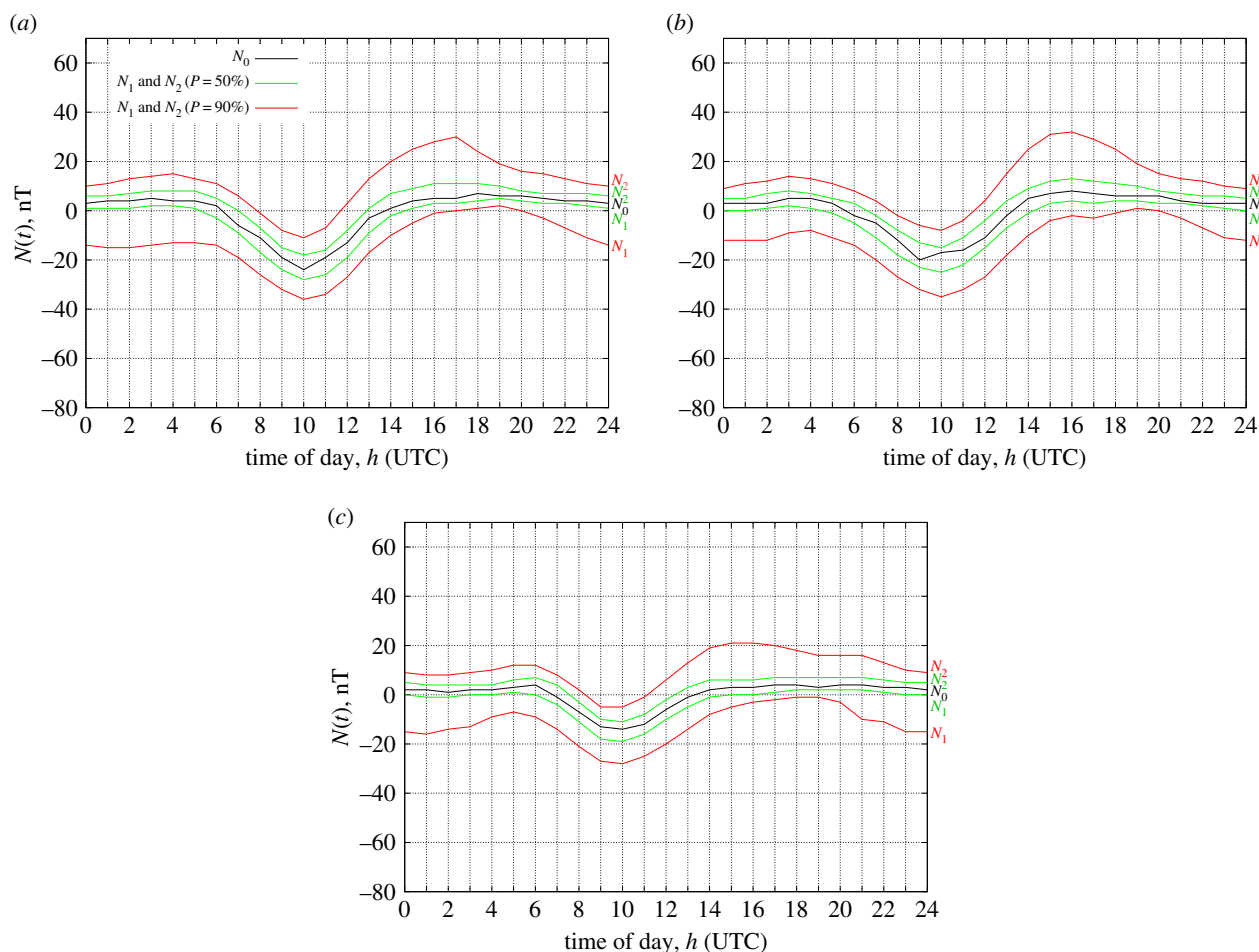 (a)
N0
N1 and N2 (P = 50%)
N1 and N2 (P = 90%)
60
40
20
0
–20
–40
–60
–80
N(t), nT
N2
N2
N0
N1
N1
0 2 4 6 8 10 12 14 16 18 20 22 24
time of day, h (UTC)
(b)
60
40
20
0
–20
–40
–60
–80
N
N
N
N
N
0 2 4 6 8 10 12 14 16 18 20 22 24
time of day, h (UTC)
(c)
60
40
20
0
–20
–40
–60
–80
N(t), nT
N2
N2
N0
N1
N1
0 2 4 6 8 10 12 14 16 18 20 22 24
time of day, h (UTC)